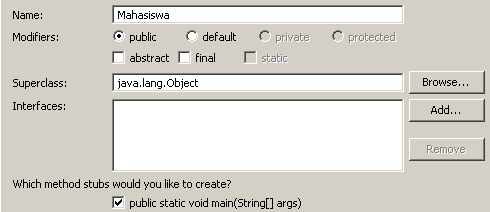 Name: Mahasiswa
Modifiers: public default private protected
abstract final static
Superclass: java.lang.Object Browse...
Interfaces: Add...
Remove
Which method stubs would you like to create?
public static void main(String[] args)